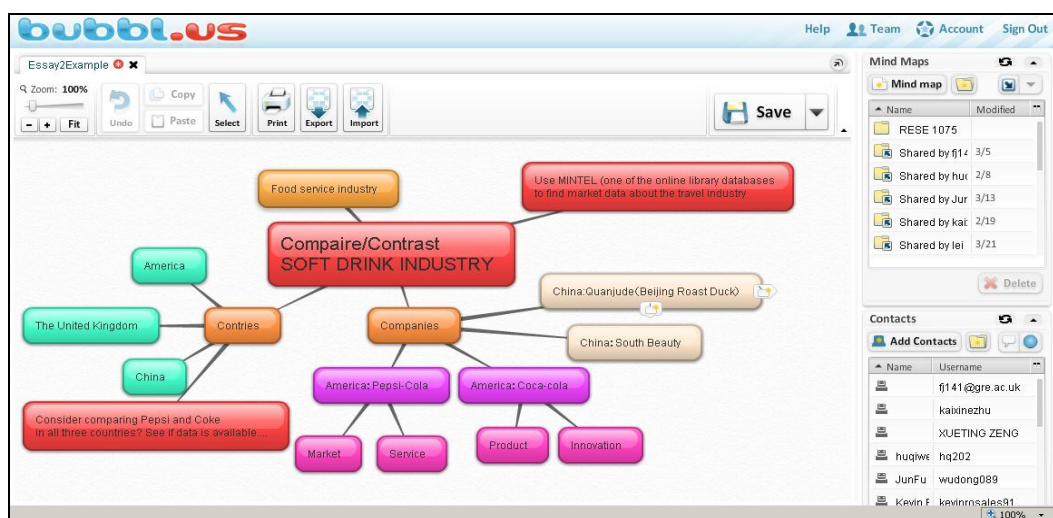 bubbl.us
Help Team Account Sign Out
Essay2Example
Zoom: 100%
- + Fit
Undo
Copy
Paste
Select
Print
Export
Import
Save
Food service industry
Use MINTEL (one of the online library databases
to find market data about the travel industry
Compaire/Contrast
SOFT DRINK INDUSTRY
America
The United Kingdom
China
Contries
Companies
China:Quanjude(Beijing Roast Duck)
China: South Beauty
America: Pepsi-Cola
America: Coca-cola
Consider comparing Pepsi and Coke
in all three countries? See if data is available....
Market
Service
Product
Innovation
Mind Maps
Mind map
Name Modified
RESE 1075
Shared by fj14 3/5
Shared by huc 2/8
Shared by Jur 3/13
Shared by kai 2/19
Shared by lei 3/21
Delete
Contacts
Add Contacts
Name Username
fj141@gre.ac.uk
kaixinezhu
XUETING ZENG
huqiwe hq202
JunFu wudong089
Kevin F kevinrosales91
100%